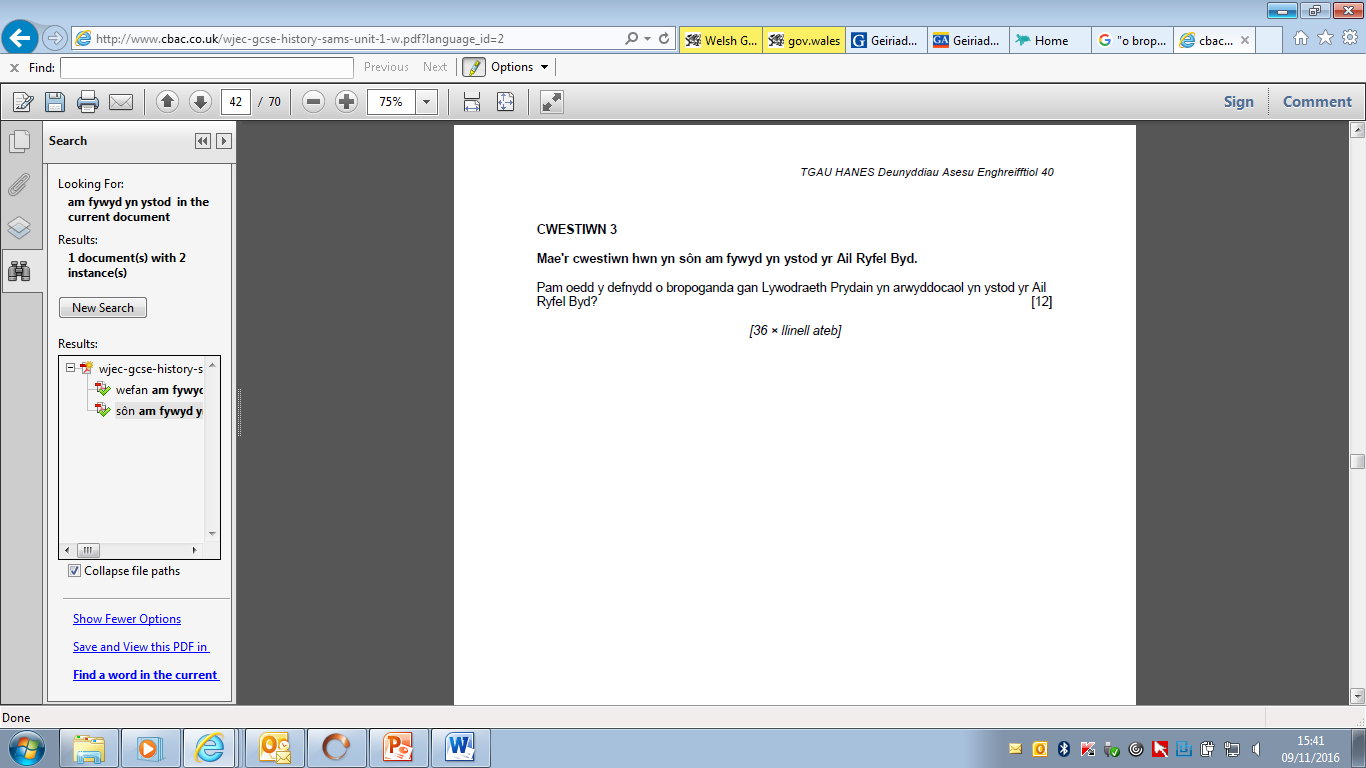 http://www.cbac.co.uk/wjec-gcse-history-sams-unit-1-w.pdf?language_id=2
Welsh G...
gov.wales
Geiriad...
Geiriad...
Home
"o brop...
cbac...
Find:
Previous Next
Options
42 / 70
75%
Sign
Comment
Search
Looking For:
am fywyd yn ystod in the
current document
Results:
1 document(s) with 2
instance(s)
New Search
Results:
wjec-gcse-history-s
wefan am fywyd
sôn am fywyd y
Collapse file paths
Show Fewer Options
Save and View this PDF in
Find a word in the current
TGAU HANES Deunyddiau Asesu Enghreifftiol 40
CWESTIWN 3
Mae'r cwestiwn hwn yn sôn am fywyd yn ystod yr Ail Ryfel Byd.
Pam oedd y defnydd o bropoganda gan Lywodraeth Prydain yn arwyddocaol yn ystod yr Ail
Ryfel Byd? [12]
[36 × llinell ateb]
Done
15:41
09/11/2016